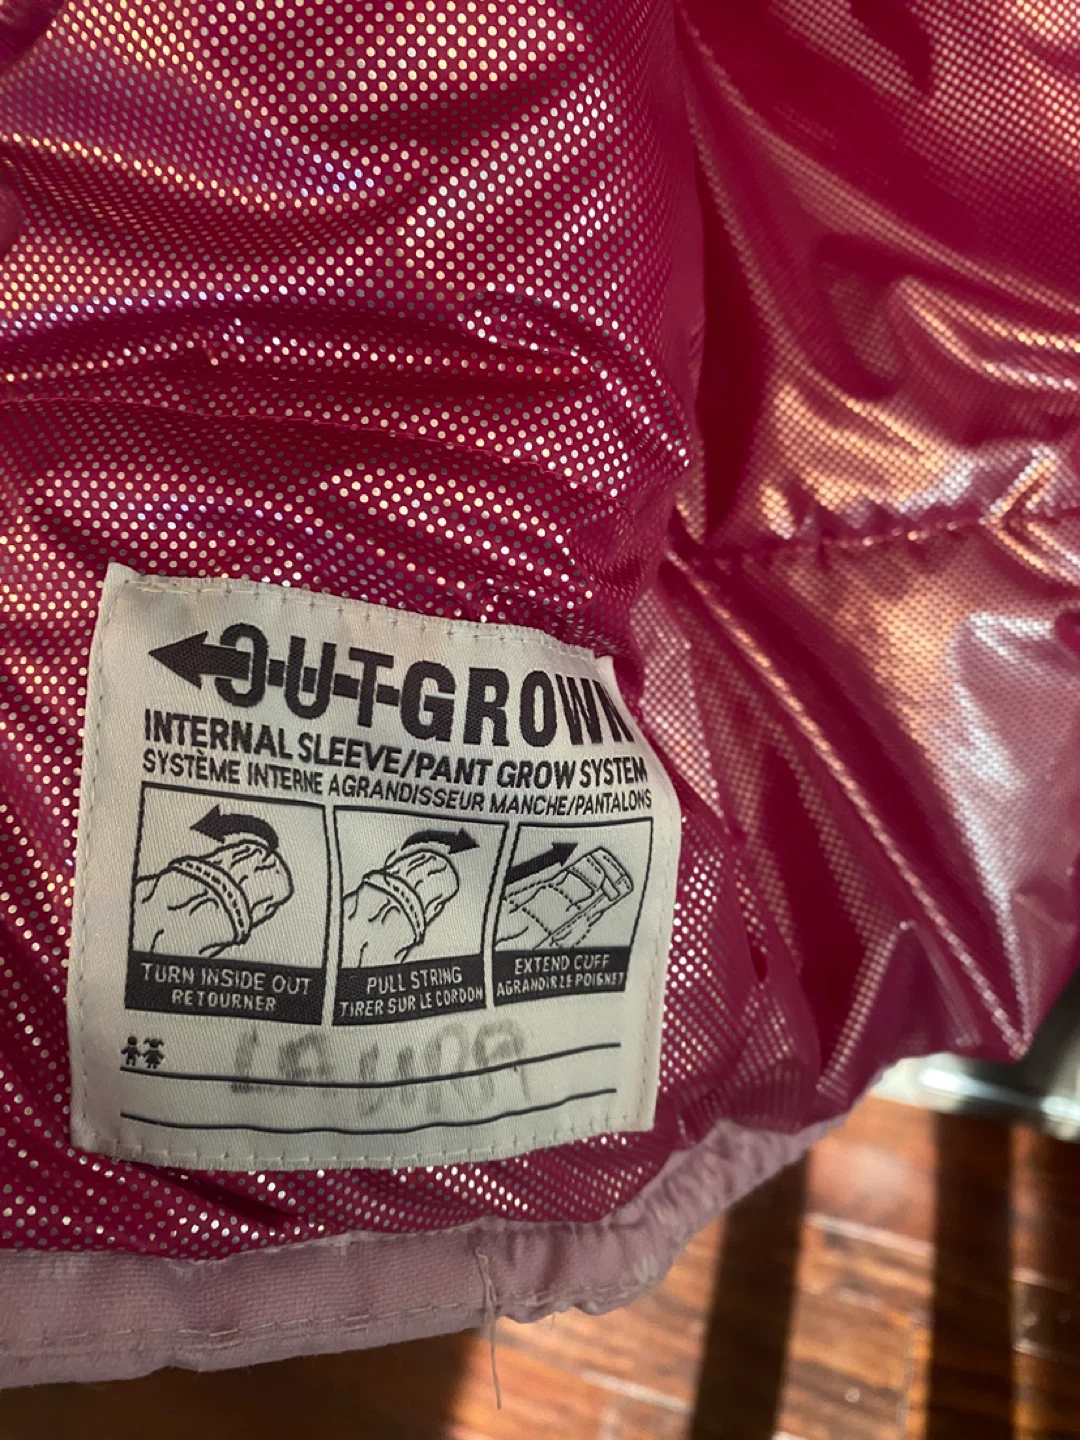 OUTGROWN
INTERNAL SLEEVE/PANT GROW SYSTEM
SYSTÈME INTERNE AGRANDISSEUR MANCHE/PANTALONS
TURN INSIDE OUT
RETOURNER
PULL STRING
TIRER SUR LE CORDON
EXTEND CUFF
AGRANDIR LE POIGNET
LAURA